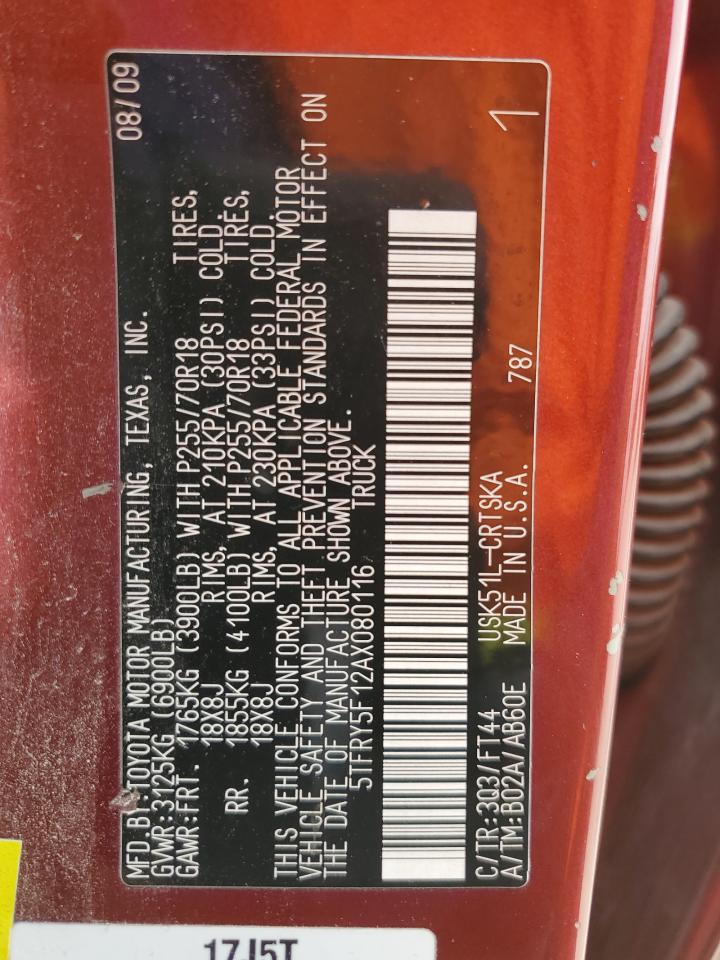 MFD.BY:TOYOTA MOTOR MANUFACTURING, TEXAS, INC. 08/09
GVWR:3125KG (6900LB)
GAWR:FRT. 1765KG (3900LB) WITH P255/70R18 TIRES,
18X8J RIMS, AT 210KPA (30PSI) COLD
RR. 1855KG (4100LB) WITH P255/70R18 TIRES,
18X8J RIMS, AT 230KPA (33PSI) COLD
THIS VEHICLE CONFORMS TO ALL APPLICABLE FEDERAL MOTOR
VEHICLE SAFETY AND THEFT PREVENTION STANDARDS IN EFFECT ON
THE DATE OF MANUFACTURE SHOWN ABOVE.
5TFRY5F12AX080116 TRUCK
C/TR:3Q3/FT44 USK51L-CRTSKA
A/TM:B02A/AB60E MADE IN U.S.A. 787 1
17J5T